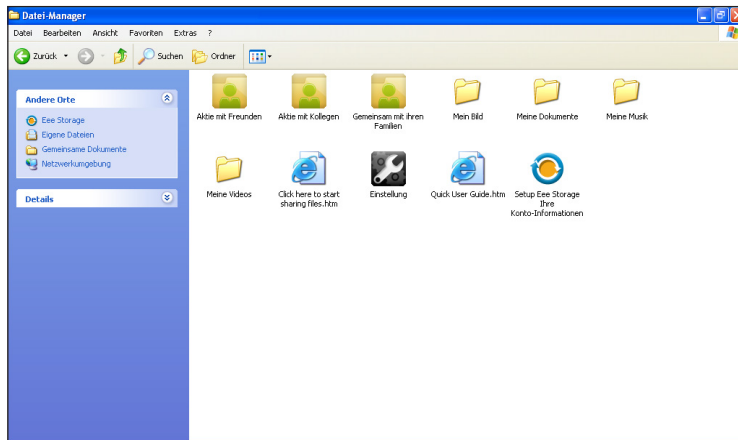 Datei-Manager
Datei Bearbeiten Ansicht Favoriten Extras ?
Zurück Suchen Ordner
Andere Orte
Eee Storage
Eigene Dateien
Gemeinsame Dokumente
Netzwerkumgebung
Details
Aktie mit Freunden
Aktie mit Kollegen
Gemeinsam mit ihren
Familien
Mein Bild
Meine Dokumente
Meine Musik
Meine Videos
Click here to start
sharing files.htm
Einstellung
Quick User Guide.htm
Setup Eee Storage
Ihre
Konto-Informationen